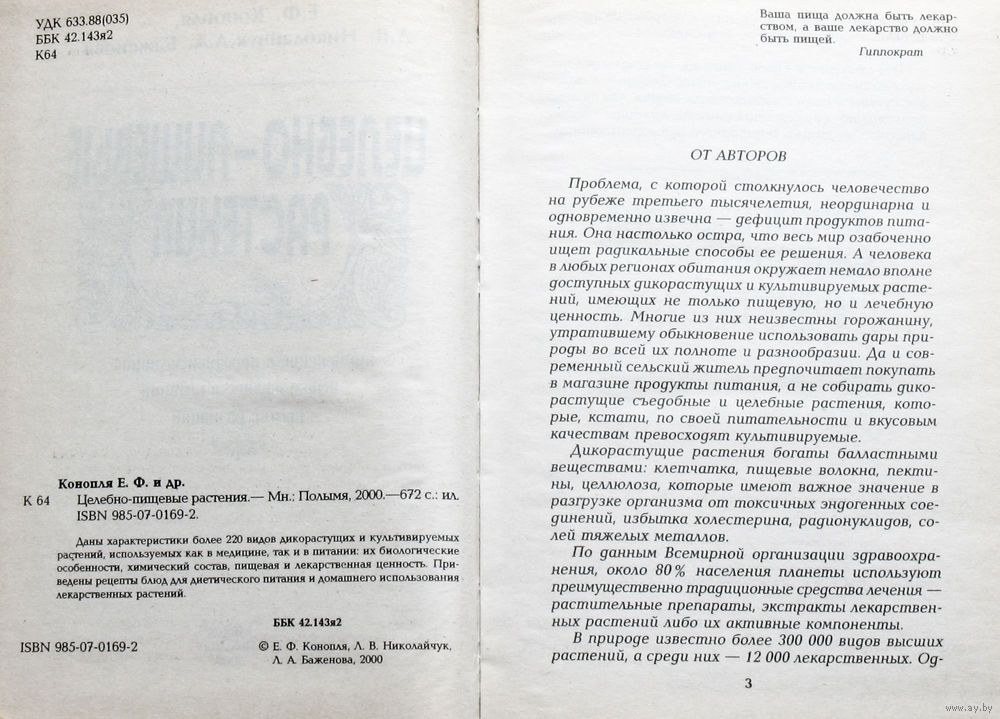 УДК 633.88(035)
ББК 42.143я2
К64
Конопля Е. Ф. и др.
К 64 Целебно-пищевые растения.— Мн.: Полымя, 2000.—672 с.: ил.
ISBN 985-07-0169-2.
Даны характеристики более 220 видов дикорастущих и культивируемых
растений, используемых как в медицине, так и в питании: их биологические
особенности, химический состав, пищевая и лекарственная ценность. При-
ведены рецепты блюд для диетического питания и домашнего использования
лекарственных растений.
ББК 42.143я2
ISBN 985-07-0169-2
© Е. Ф. Конопля, Л. В. Николайчук,
Л. А. Баженова, 2000
Ваша пища должна быть лекар-
ством, а ваше лекарство должно
быть пищей.
Гиппократ
ОТ АВТОРОВ
Проблема, с которой столкнулось человечество
на рубеже третьего тысячелетия, неординарна и
одновременно извечна — дефицит продуктов пита-
ния. Она настолько остра, что весь мир озабоченно
ищет радикальные способы ее решения. А человека
в любых регионах обитания окружает немало вполне
доступных дикорастущих и культивируемых расте-
ний, имеющих не только пищевую, но и лечебную
ценность. Многие из них неизвестны горожанину,
утратившему обыкновение использовать дары при-
роды во всей их полноте и разнообразии. Да и сов-
ременный сельский житель предпочитает покупать
в магазине продукты питания, а не собирать дико-
растущие съедобные и целебные растения, кото-
рые, кстати, по своей питательности и вкусовым
качествам превосходят культивируемые.
Дикорастущие растения богаты балластными
веществами: клетчатка, пищевые волокна, пекти-
ны, целлюлоза, которые имеют важное значение в
разгрузке организма от токсичных эндогенных сое-
динений, избытка холестерина, радионуклидов, со-
лей тяжелых металлов.
По данным Всемирной организации здравоохра-
нения, около 80 % населения планеты используют
преимущественно традиционные средства лечения —
растительные препараты, экстракты лекарствен-
ных растений либо их активные компоненты.
В природе известно более 300 000 видов высших
растений, а среди них — 12 000 лекарственных. Од-
3
www.ay.by